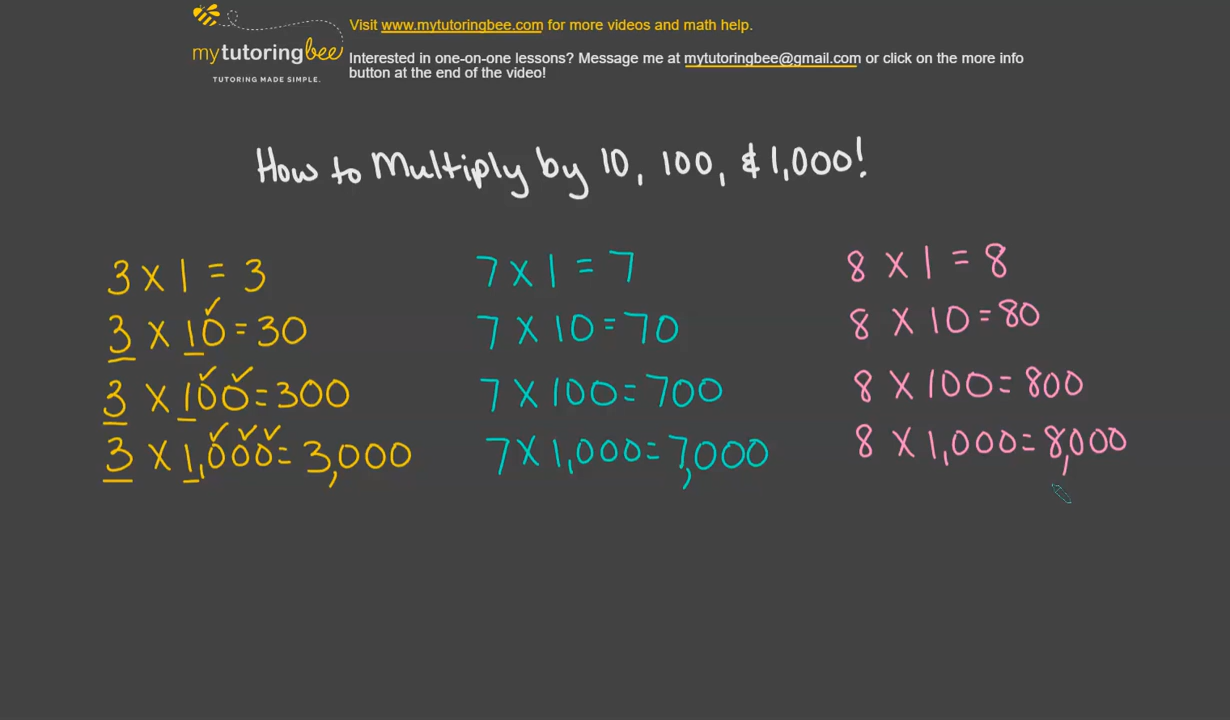 Visit www.mytutoringbee.com for more videos and math help.
mytutoringbee
TUTORING MADE SIMPLE.
Interested in one-on-one lessons? Message me at mytutoringbee@gmail.com or click on the more info
button at the end of the video!
How to Multiply by 10, 100, & 1,000!
3 x 1 = 3
3 x 10 = 30
3 x 100 = 300
3 x 1,000 = 3,000
7 x 1 = 7
7 x 10 = 70
7 x 100 = 700
7 x 1,000 = 7,000
8 x 1 = 8
8 x 10 = 80
8 x 100 = 800
8 x 1,000 = 8,000